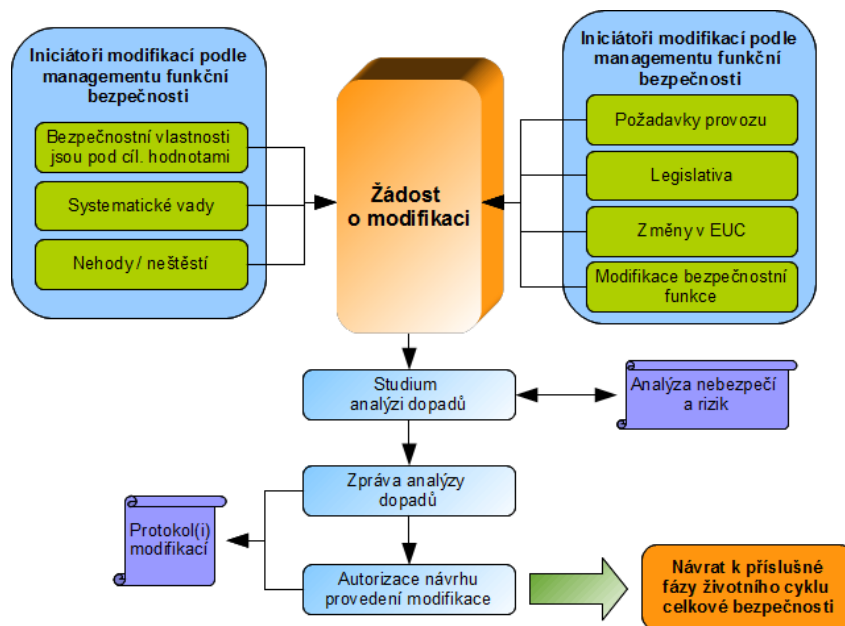 Iniciátoři modifikací podle
managementu funkční
bezpečnosti
Bezpečnostní vlastnosti
jsou pod cíl. hodnotami
Systematické vady
Nehody / neštěstí
Žádost
o modifikaci
Iniciátoři modifikací podle
managementu funkční
bezpečnosti
Požadavky provozu
Legislativa
Změny v EUC
Modifikace bezpečnostní
funkce
Studium
analýzi dopadů
Analýza nebezpečí
a rizik
Zpráva analýzy
dopadů
Protokol(i)
modifikací
Autorizace návrhu
provedení modifikace
Návrat k příslušné
fázy životního cyklu
celkové bezpečnosti